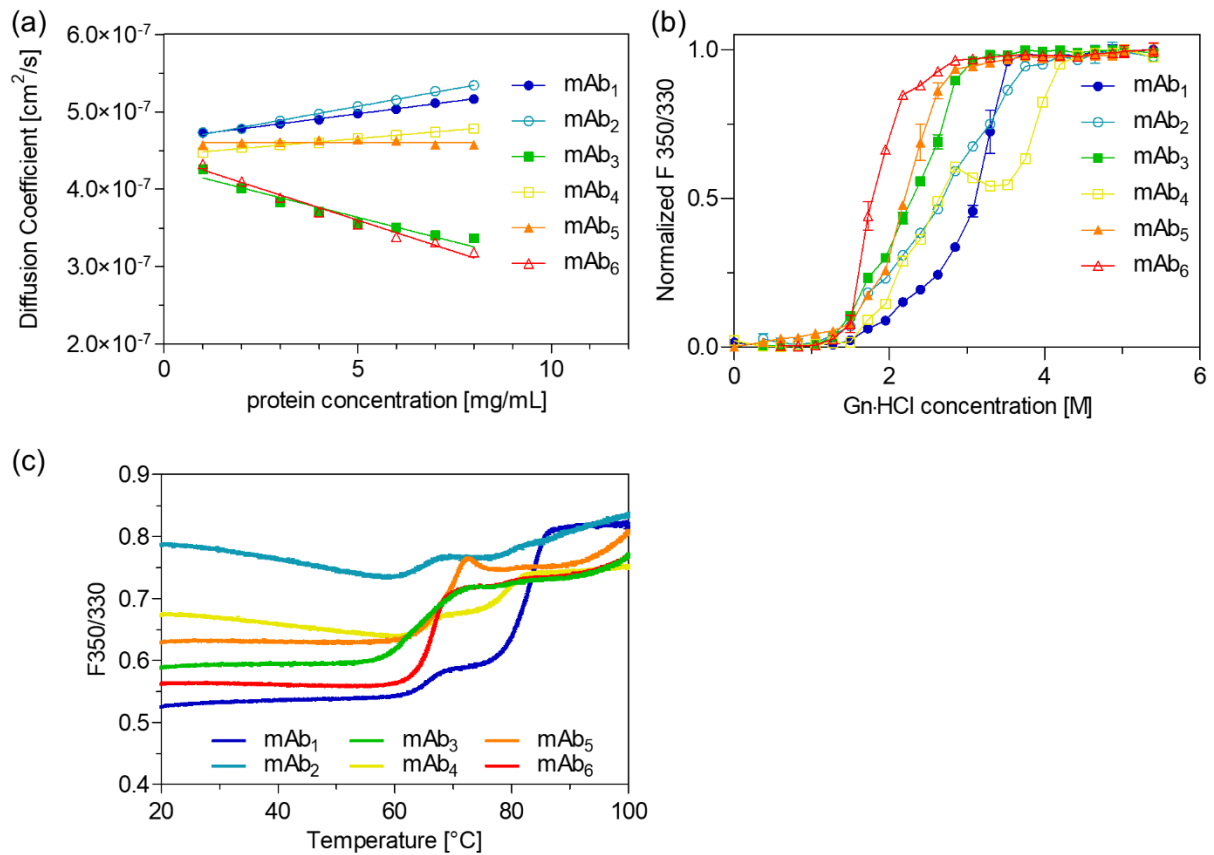 (a)
Diffusion Coefficient [cm²/s]
6.0×10⁻⁷
5.0×10⁻⁷
4.0×10⁻⁷
3.0×10⁻⁷
2.0×10⁻⁷
0 5 10
protein concentration [mg/mL]
mAb₁
mAb₂
mAb₃
mAb₄
mAb₅
mAb₆
(b)
Normalized F 350/330
1.0
0.5
0.0
0 2 4 6
Gn·HCl concentration [M]
mAb₁
mAb₂
mAb₃
mAb₄
mAb₅
mAb₆
(c)
F350/330
0.9
0.8
0.7
0.6
0.5
0.4
mAb₁ mAb₃ mAb₅
mAb₂ mAb₄ mAb₆
20 40 60 80 100
Temperature [°C]